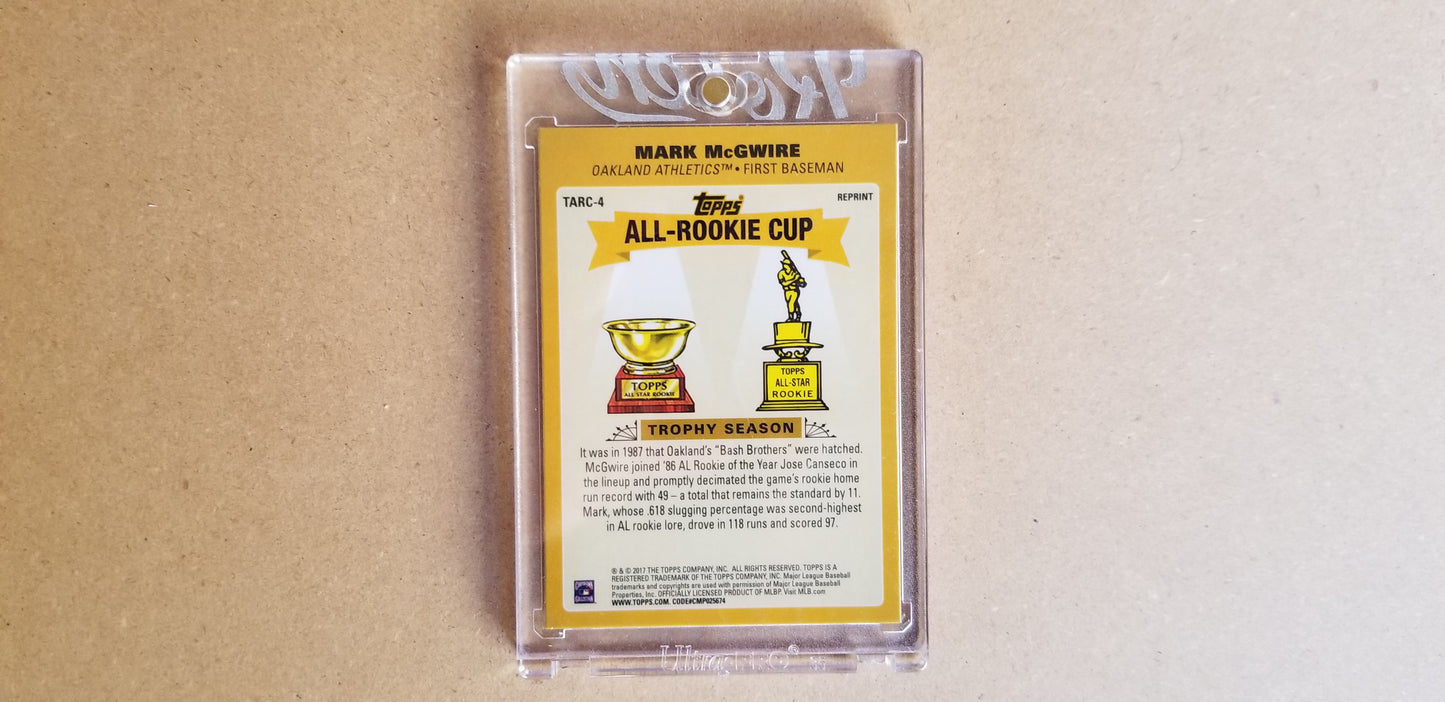 Rookie
MARK McGWIRE
OAKLAND ATHLETICS™ • FIRST BASEMAN
TARC-4
Topps
REPRINT
ALL-ROOKIE CUP
TOPPS
ALL STAR ROOKIE
TOPPS
ALL-STAR
ROOKIE
TROPHY SEASON
It was in 1987 that Oakland's "Bash Brothers" were hatched.
McGwire joined '86 AL Rookie of the Year Jose Canseco in
the lineup and promptly decimated the game's rookie home
run record with 49 – a total that remains the standard by 11.
Mark, whose .618 slugging percentage was second-highest
in AL rookie lore, drove in 118 runs and scored 97.
® & © 2017 THE TOPPS COMPANY, INC. ALL RIGHTS RESERVED. TOPPS IS A
REGISTERED TRADEMARK OF THE TOPPS COMPANY, INC. Major League Baseball
trademarks and copyrights are used with permission of Major League Baseball
Properties, Inc. OFFICIALLY LICENSED PRODUCT OF MLBP. Visit MLB.com
WWW.TOPPS.COM. CODE#CMP025674
Ultra PRO® 35